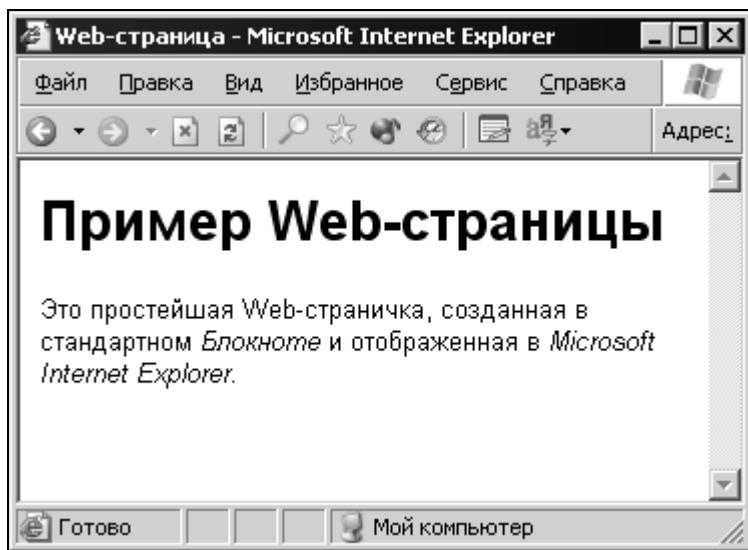 Web-страница - Microsoft Internet Explorer
Файл Правка Вид Избранное Сервис Справка
Адрес:
Пример Web-страницы
Это простейшая Web-страничка, созданная в
стандартном Блокноте и отображенная в Microsoft
Internet Explorer.
Готово Мой компьютер